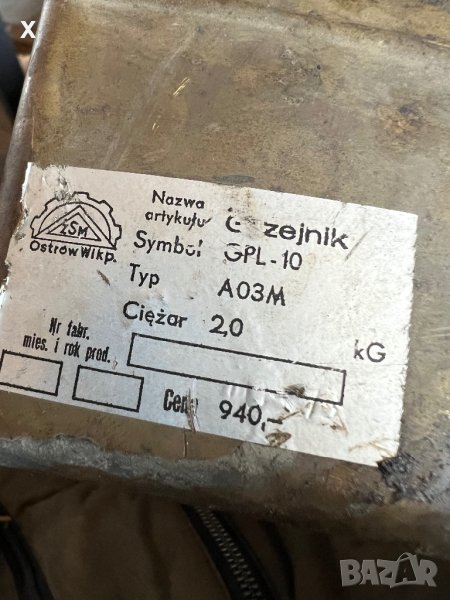 x
ZSM
Ostrów Wlkp.
Nazwa
artykułu
Symbol GPL-10
Typ A03M
Ciężar 2,0
kG
Nr fabr.
mies. i rok prod.
Cena 940,-
BAZAR